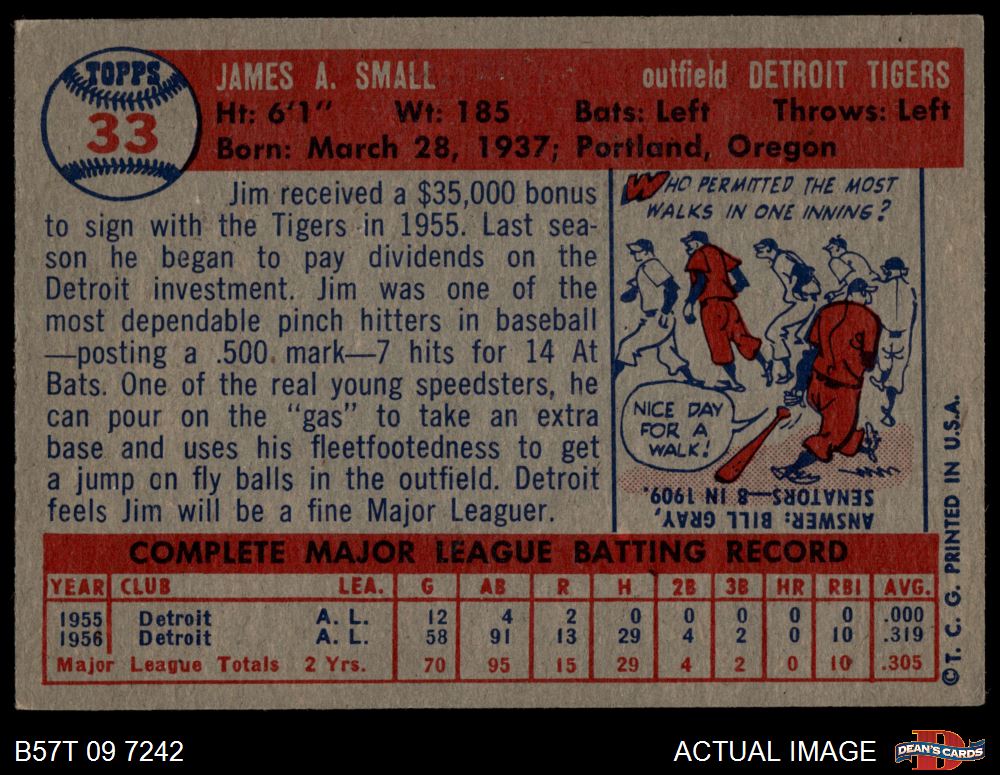 TOPPS
33
JAMES A. SMALL outfield DETROIT TIGERS
Ht: 6'1" Wt: 185 Bats: Left Throws: Left
Born: March 28, 1937; Portland, Oregon
Jim received a $35,000 bonus
to sign with the Tigers in 1955. Last sea-
son he began to pay dividends on the
Detroit investment. Jim was one of the
most dependable pinch hitters in baseball
—posting a .500 mark—7 hits for 14 At
Bats. One of the real young speedsters, he
can pour on the "gas" to take an extra
base and uses his fleetfootedness to get
a jump on fly balls in the outfield. Detroit
feels Jim will be a fine Major Leaguer.
WHO PERMITTED THE MOST
WALKS IN ONE INNING?
NICE DAY
FOR A
WALK!
ANSWER: BILL GRAY,
SENATORS—8 IN 1909.
COMPLETE MAJOR LEAGUE BATTING RECORD
YEAR CLUB LEA. G AB R H 2B 3B HR RBI AVG.
1955 Detroit A. L. 12 4 2 0 0 0 0 0 .000
1956 Detroit A. L. 58 91 13 29 4 2 0 10 .319
Major League Totals 2 Yrs. 70 95 15 29 4 2 0 10 .305
©T. C. G. PRINTED IN U.S.A.
B57T 09 7242
ACTUAL IMAGE
DEAN'S CARDS